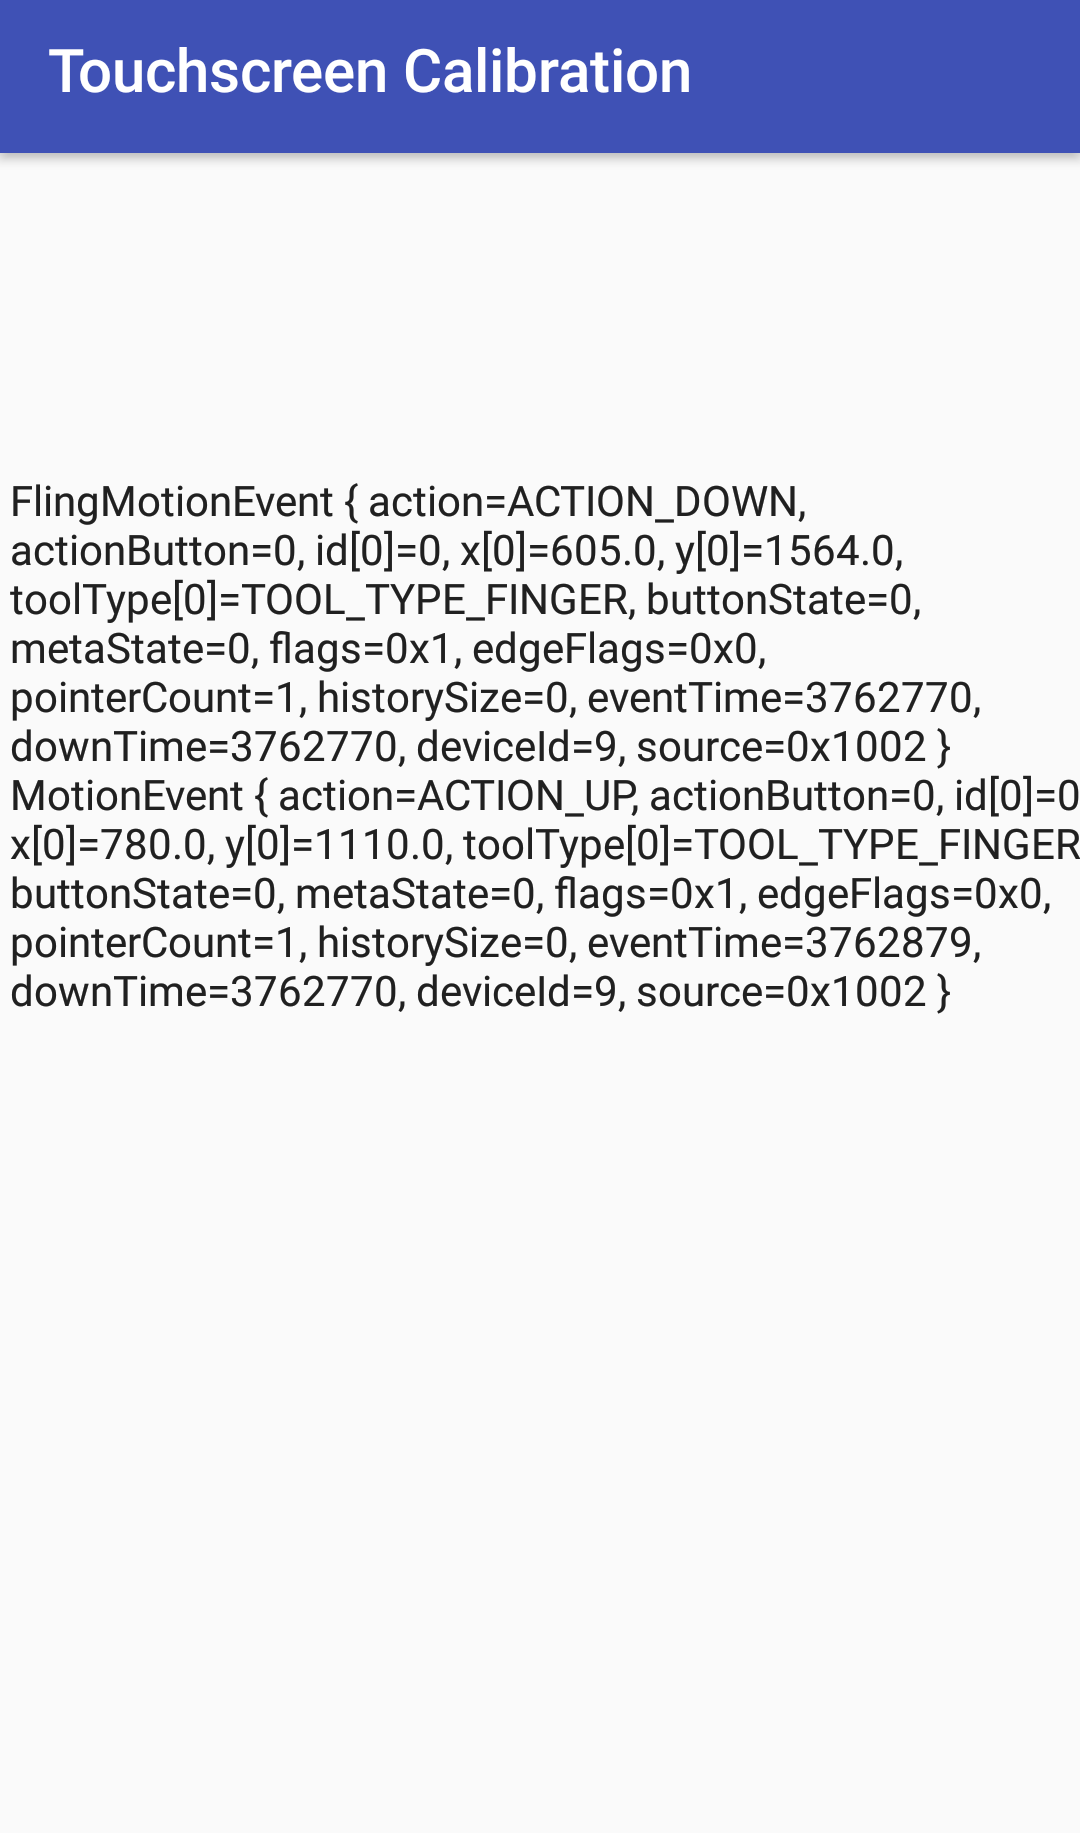 Touchscreen Calibration
FlingMotionEvent { action=ACTION_DOWN,
actionButton=0, id[0]=0, x[0]=605.0, y[0]=1564.0,
toolType[0]=TOOL_TYPE_FINGER, buttonState=0,
metaState=0, flags=0x1, edgeFlags=0x0,
pointerCount=1, historySize=0, eventTime=3762770,
downTime=3762770, deviceId=9, source=0x1002 }
MotionEvent { action=ACTION_UP, actionButton=0, id[0]=0
x[0]=780.0, y[0]=1110.0, toolType[0]=TOOL_TYPE_FINGER
buttonState=0, metaState=0, flags=0x1, edgeFlags=0x0,
pointerCount=1, historySize=0, eventTime=3762879,
downTime=3762770, deviceId=9, source=0x1002 }